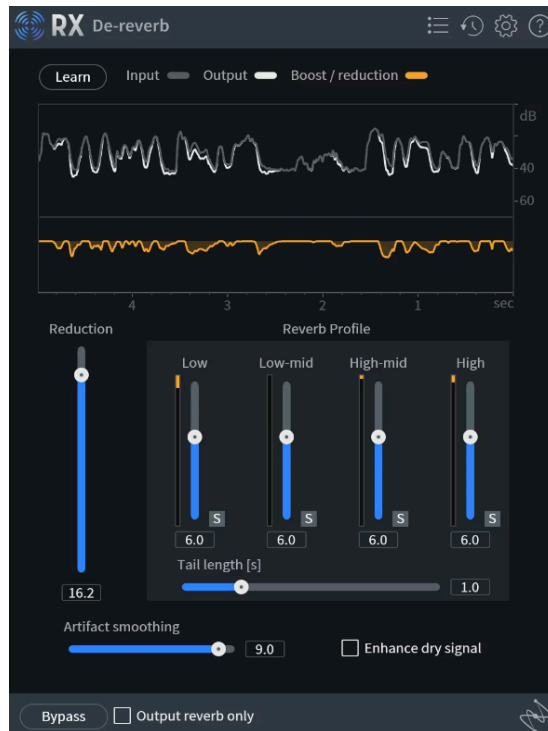 RX De-reverb
?
Learn Input Output Boost / reduction
dB
-40
-60
4 3 2 1 sec
Reduction Reverb Profile
Low Low-mid High-mid High
S S S S
6.0 6.0 6.0 6.0
Tail length [s]
16.2 1.0
Artifact smoothing
9.0 Enhance dry signal
Bypass Output reverb only